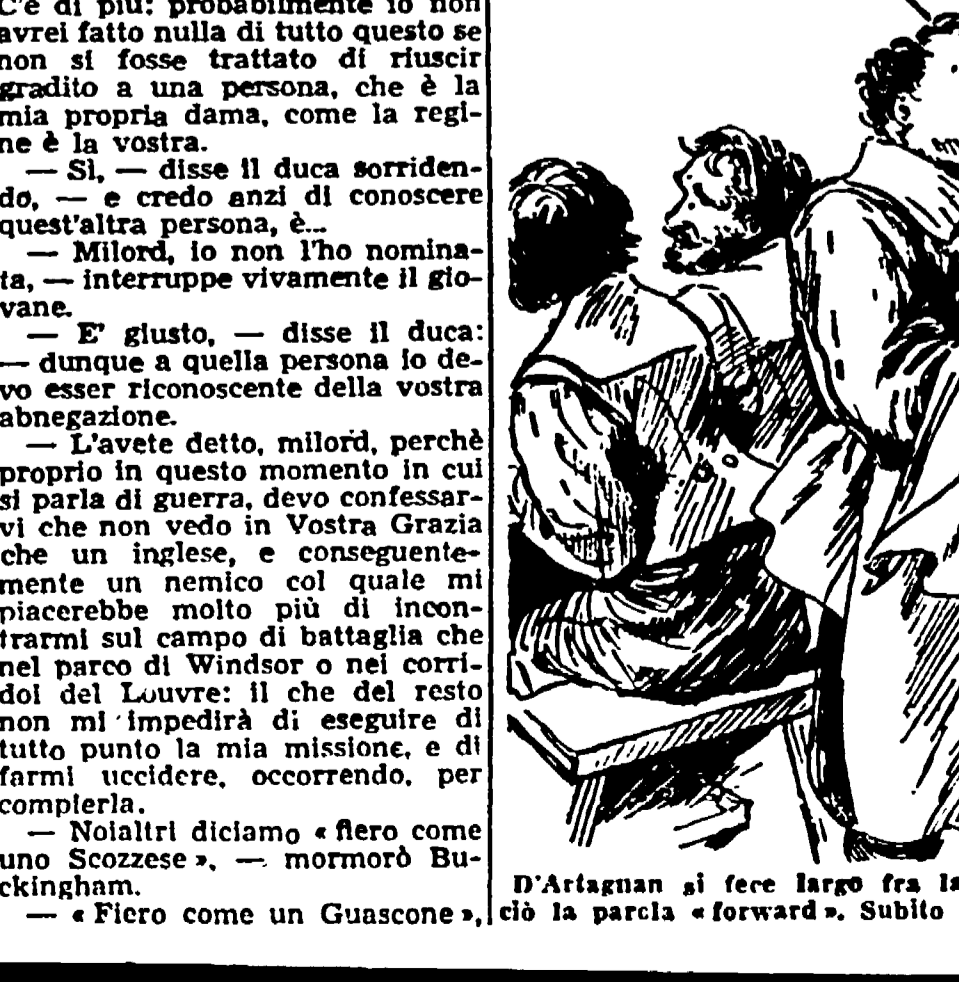 C'è di più: probabilmente io non
avrei fatto nulla di tutto questo se
non si fosse trattato di riuscir
gradito a una persona, che è la
mia propria dama, come la regi-
ne è la vostra.
— Sì, — disse il duca sorriden-
do, — e credo anzi di conoscere
quest'altra persona, è...
— Milord, io non l'ho nomina-
ta, — interruppe vivamente il gio-
vane.
— E' giusto, — disse il duca:
— dunque a quella persona io de-
vo esser riconoscente della vostra
abnegazione.
— L'avete detto, milord, perchè
proprio in questo momento in cui
si parla di guerra, devo confessar-
vi che non vedo in Vostra Grazia
che un inglese, e conseguente-
mente un nemico col quale mi
piacerebbe molto più di incon-
trarmi sul campo di battaglia che
nel parco di Windsor o nei corri-
doi del Louvre: il che del resto
non mi impedirà di eseguire di
tutto punto la mia missione, e di
farmi uccidere, occorrendo, per
compierla.
— Noialtri diciamo « fiero come
uno Scozzese », — mormorò Bu-
ckingham.
— « Fiero come un Guascone »,
D'Artagnan si fece largo fra la
ciò la parcla « forward ». Subito